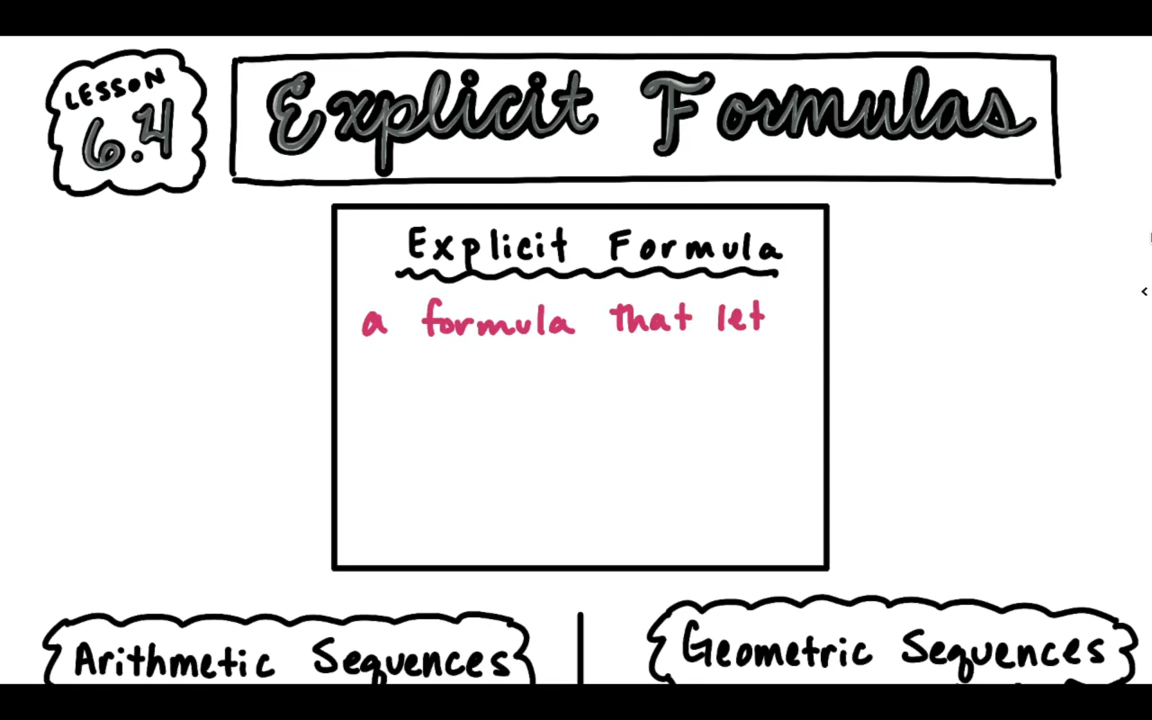 LESSON
6.4
Explicit Formulas
Explicit Formula
a formula that let
Arithmetic Sequences
Geometric Sequences